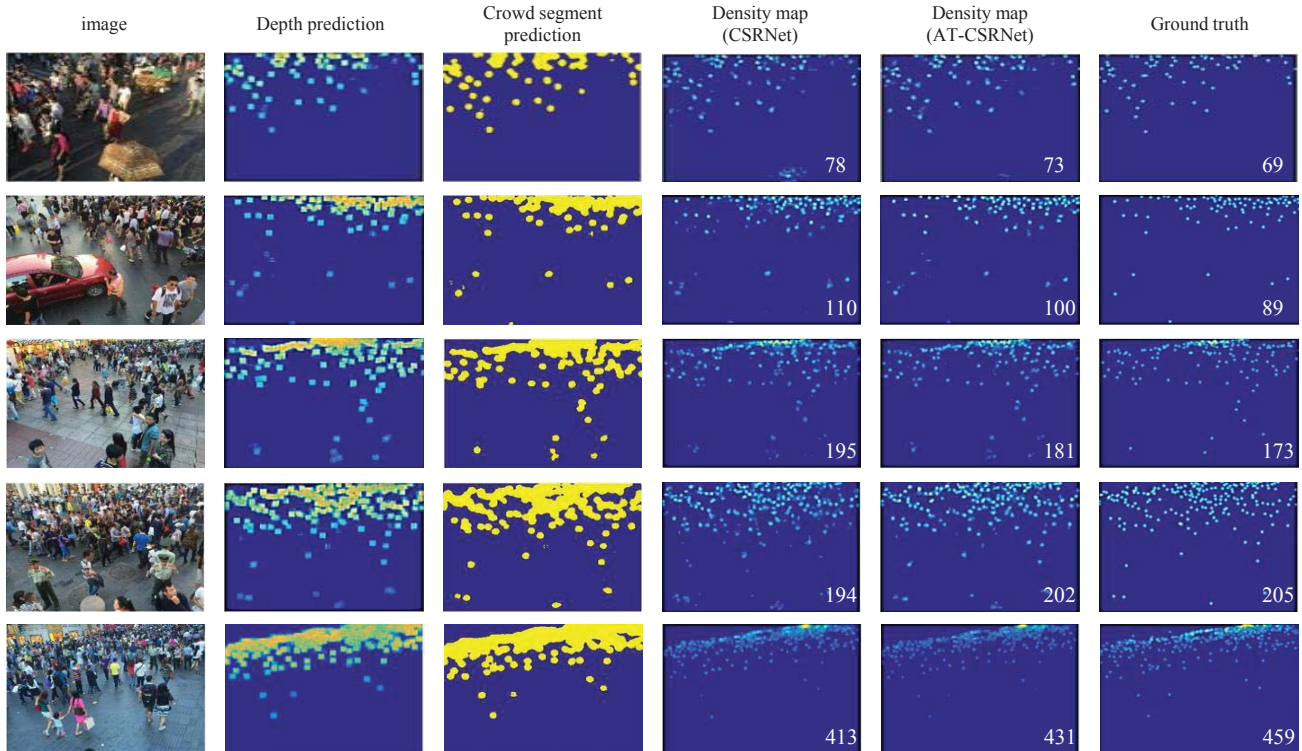 image
Depth prediction
Crowd segment
prediction
Density map
(CSRNet)
Density map
(AT-CSRNet)
Ground truth
78
73
69
110
100
89
195
181
173
194
202
205
413
431
459